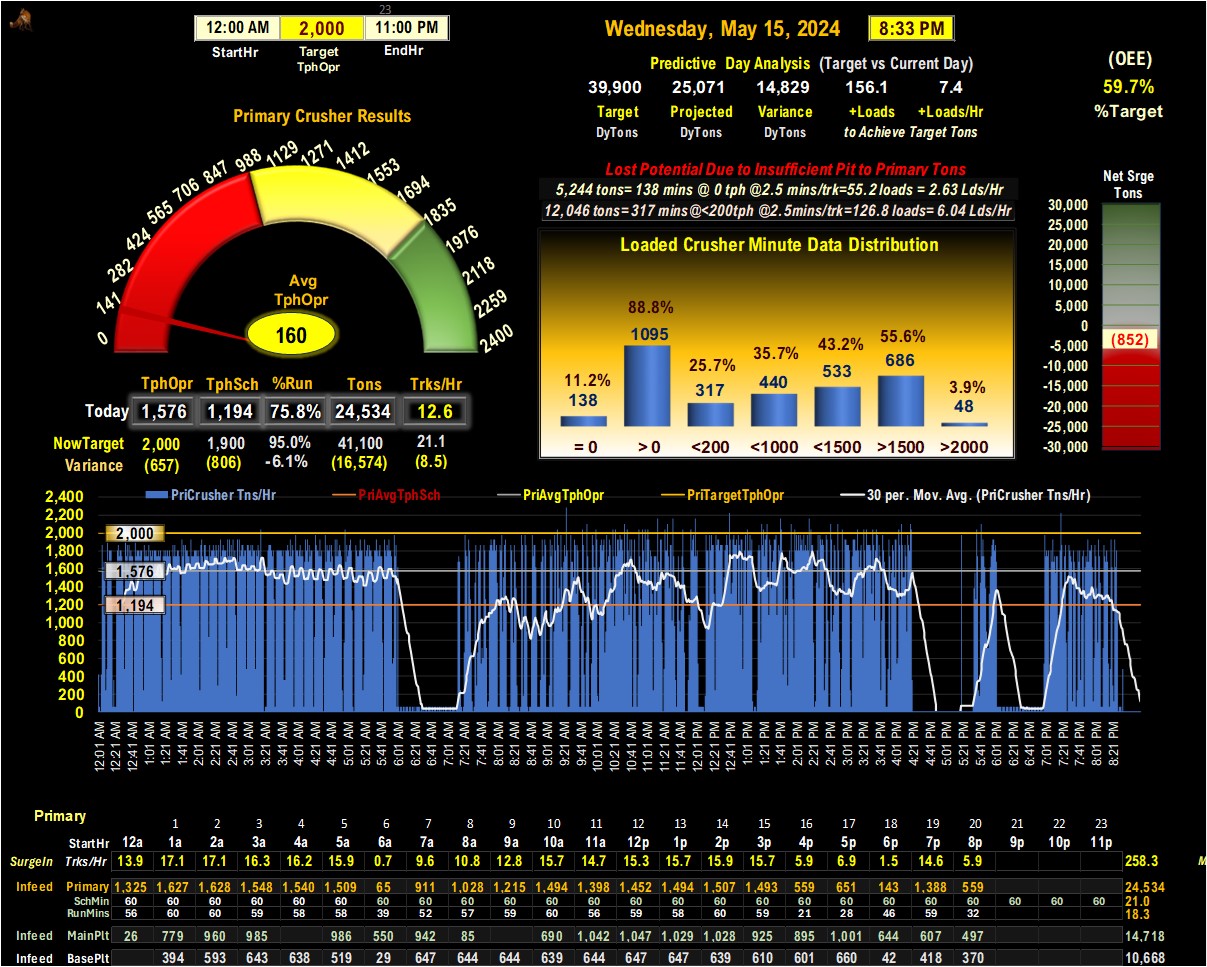 23
12:00 AM 2,000 11:00 PM
StartHr Target TphOpr EndHr
Wednesday, May 15, 2024 8:33 PM
Predictive Day Analysis (Target vs Current Day)
39,900 25,071 14,829 156.1 7.4
Target Projected Variance +Loads +Loads/Hr
DyTons DyTons DyTons to Achieve Target Tons
(OEE)
59.7%
%Target
Primary Crusher Results
0 141 282 424 565 706 847 988 1129 1271 1412 1553 1694 1835 1976 2118 2259 2400
Avg
TphOpr
160
Lost Potential Due to Insufficient Pit to Primary Tons
5,244 tons= 138 mins @ 0 tph @2.5 mins/trk=55.2 loads = 2.63 Lds/Hr
12,046 tons= 317 mins@<200tph @2.5mins/trk=126.8 loads= 6.04 Lds/Hr
Loaded Crusher Minute Data Distribution
11.2% 88.8% 25.7% 35.7% 43.2% 55.6% 3.9%
138 1095 317 440 533 686 48
= 0 > 0 <200 <1000 <1500 >1500 >2000
Net Srge
Tons
30,000
25,000
20,000
15,000
10,000
5,000
0
(852)
-5,000
-10,000
-15,000
-20,000
-25,000
-30,000
TphOpr TphSch %Run Tons Trks/Hr
Today 1,576 1,194 75.8% 24,534 12.6
NowTarget 2,000 1,900 95.0% 41,100 21.1
Variance (657) (806) -6.1% (16,574) (8.5)
PriCrusher Tns/Hr PriAvgTphSch PriAvgTphOpr PriTargetTphOpr 30 per. Mov. Avg. (PriCrusher Tns/Hr)
2,400
2,200
2,000
1,800
1,600
1,400
1,200
1,000
800
600
400
200
0
2,000
1,576
1,194
12:01 AM 12:21 AM 12:41 AM 1:01 AM 1:21 AM 1:41 AM 2:01 AM 2:21 AM 2:41 AM 3:01 AM 3:21 AM 3:41 AM 4:01 AM 4:21 AM 4:41 AM 5:01 AM 5:21 AM 5:41 AM 6:01 AM 6:21 AM 6:41 AM 7:01 AM 7:21 AM 7:41 AM 8:01 AM 8:21 AM 8:41 AM 9:01 AM 9:21 AM 9:41 AM 10:01 AM 10:21 AM 10:41 AM 11:01 AM 11:21 AM 11:41 AM 12:01 PM 12:21 PM 12:41 PM 1:01 PM 1:21 PM 1:41 PM 2:01 PM 2:21 PM 2:41 PM 3:01 PM 3:21 PM 3:41 PM 4:01 PM 4:21 PM 4:41 PM 5:01 PM 5:21 PM 5:41 PM 6:01 PM 6:21 PM 6:41 PM 7:01 PM 7:21 PM 7:41 PM 8:01 PM 8:21 PM
Primary
1 2 3 4 5 6 7 8 9 10 11 12 13 14 15 16 17 18 19 20 21 22 23
StartHr 12a 1a 2a 3a 4a 5a 6a 7a 8a 9a 10a 11a 12p 1p 2p 3p 4p 5p 6p 7p 8p 9p 10p 11p
SurgeIn Trks/Hr 13.9 17.1 17.1 16.3 16.2 15.9 0.7 9.6 10.8 12.8 15.7 14.7 15.3 15.7 15.9 15.7 5.9 6.9 1.5 14.6 5.9 258.3 M
Infeed Primary 1,325 1,627 1,628 1,548 1,540 1,509 65 911 1,028 1,215 1,494 1,398 1,452 1,494 1,507 1,493 559 651 143 1,388 559 24,534
SchMin 60 60 60 60 60 60 60 60 60 60 60 60 60 60 60 60 60 60 60 60 60 60 60 60 21.0
RunMins 56 60 60 59 58 58 39 52 57 59 60 56 59 58 60 59 21 28 46 59 32 18.3
Infeed MainPlt 26 779 960 985 986 550 942 85 690 1,042 1,047 1,029 1,028 925 895 1,001 644 607 497 14,718
Infeed BasePlt 394 593 643 638 519 29 647 644 644 639 644 647 647 639 610 601 660 42 418 370 10,668